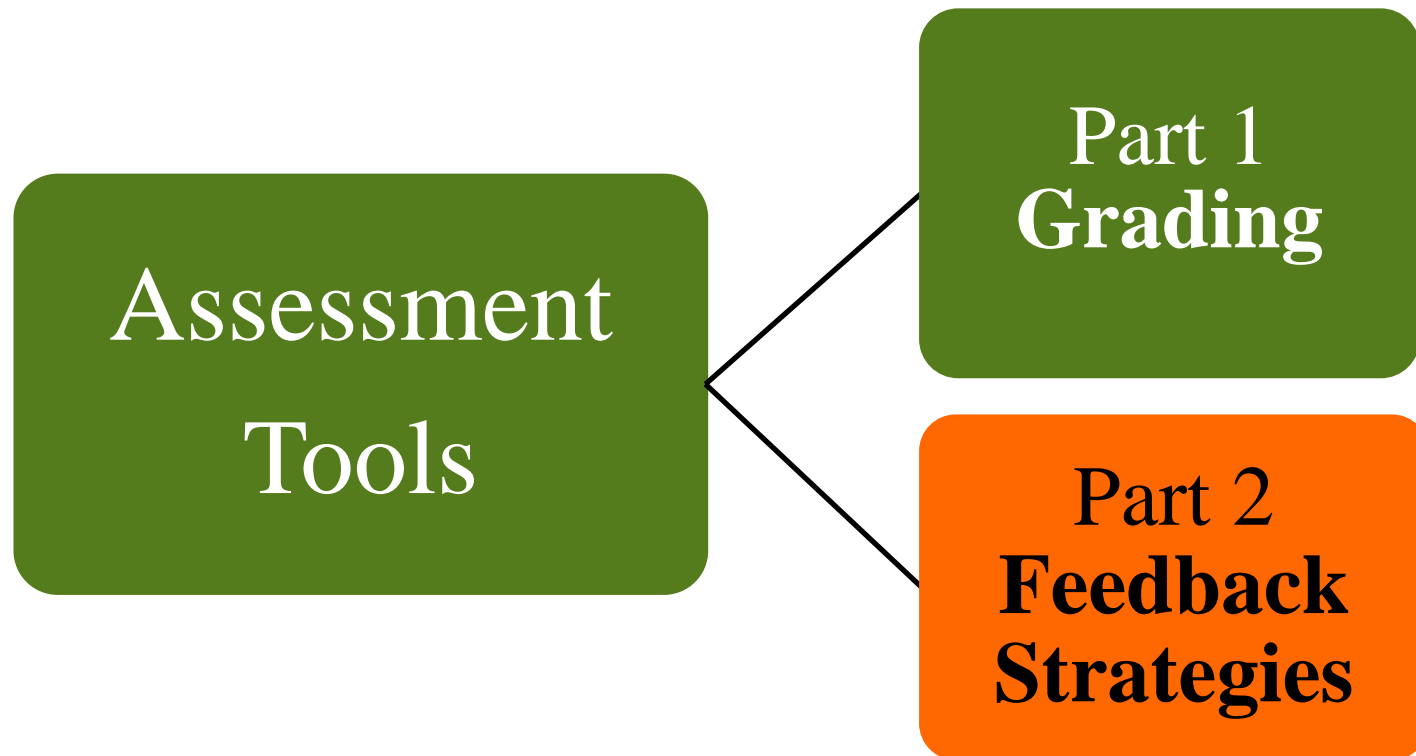 Assessment
Tools
Part 1
Grading
Part 2
Feedback
Strategies